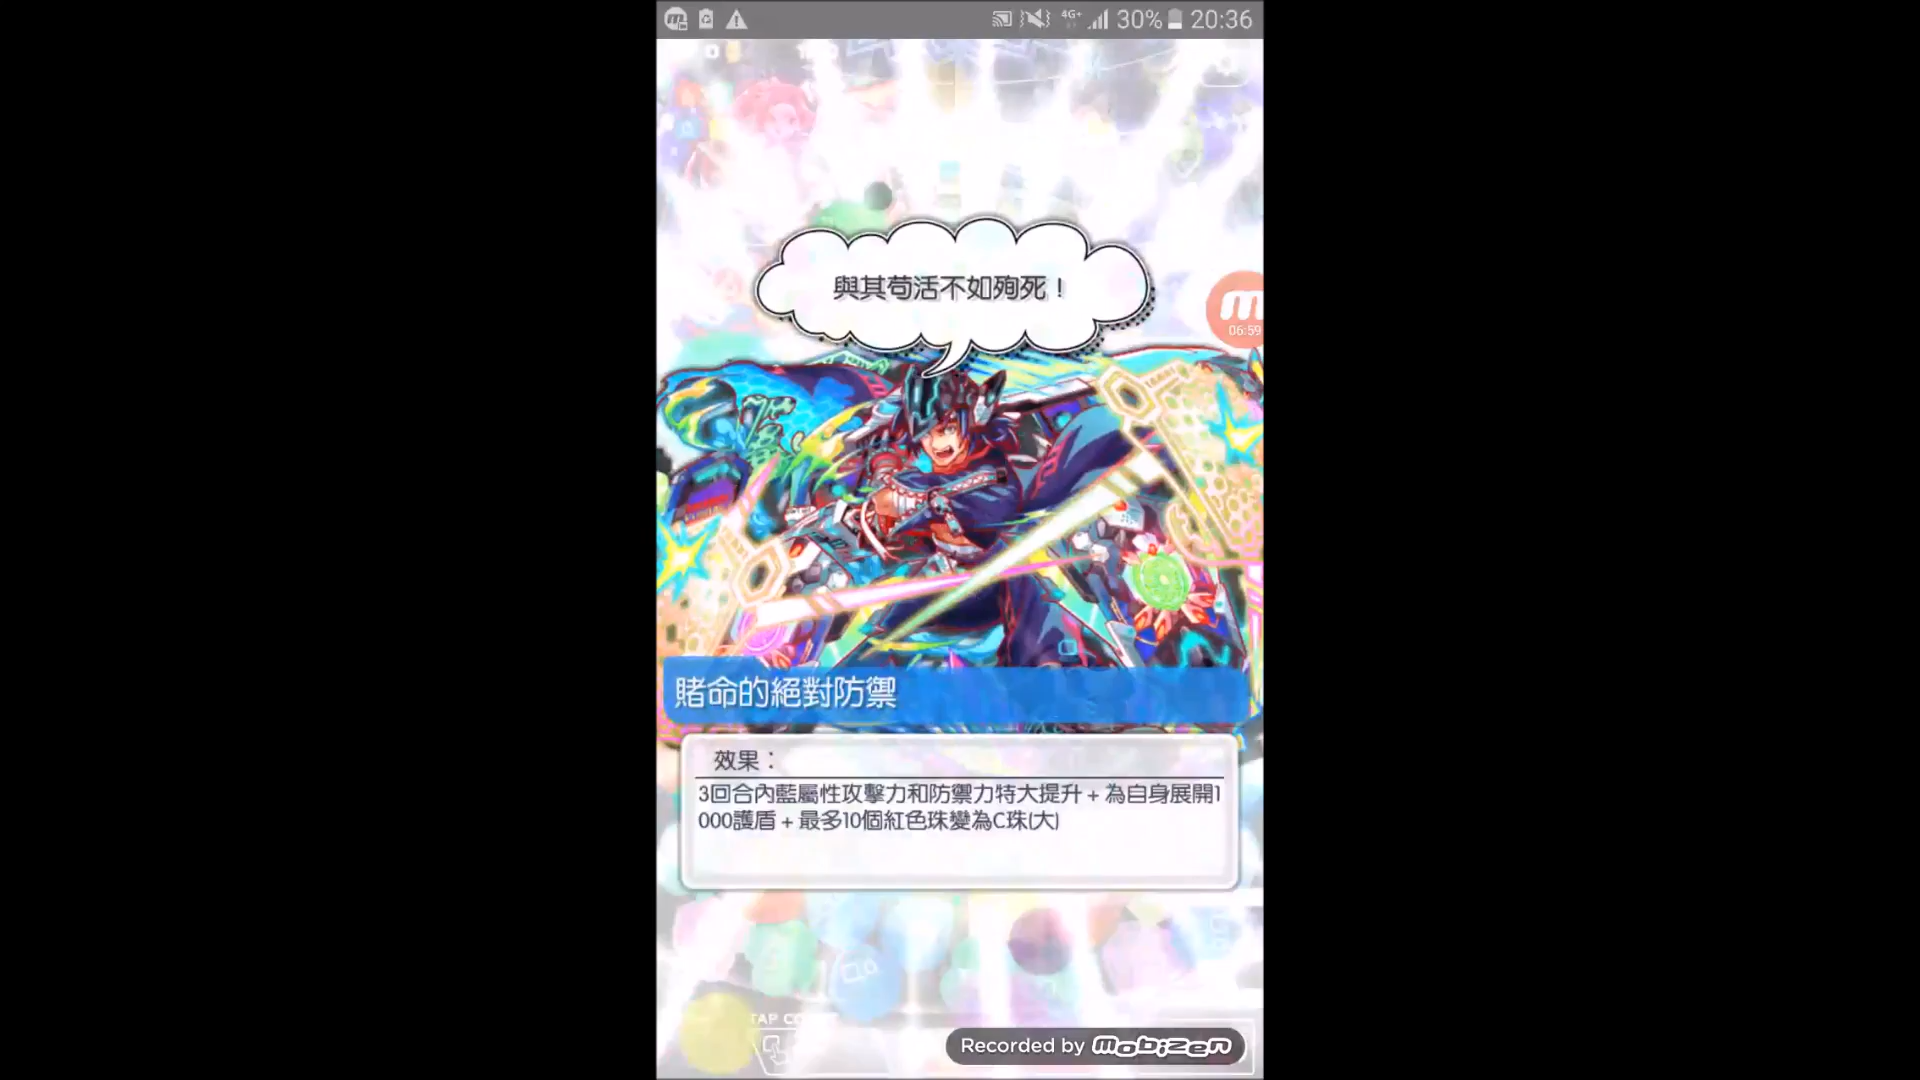 4G+ 30% 20:36
與其苟活不如殉死！
06:59
賭命的絕對防禦
效果：
3回合內藍屬性攻擊力和防禦力特大提升＋為自身展開1
000護盾＋最多10個紅色珠變為C珠(大)
TAP CO
Recorded by mobizen